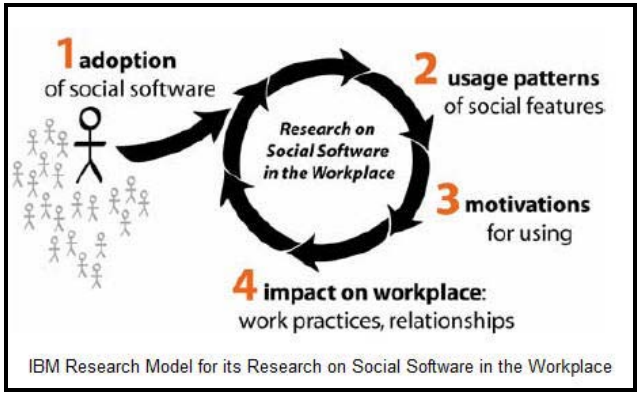 1 adoption
of social software
2 usage patterns
of social features
Research on
Social Software
in the Workplace
3 motivations
for using
4 impact on workplace:
work practices, relationships
IBM Research Model for its Research on Social Software in the Workplace